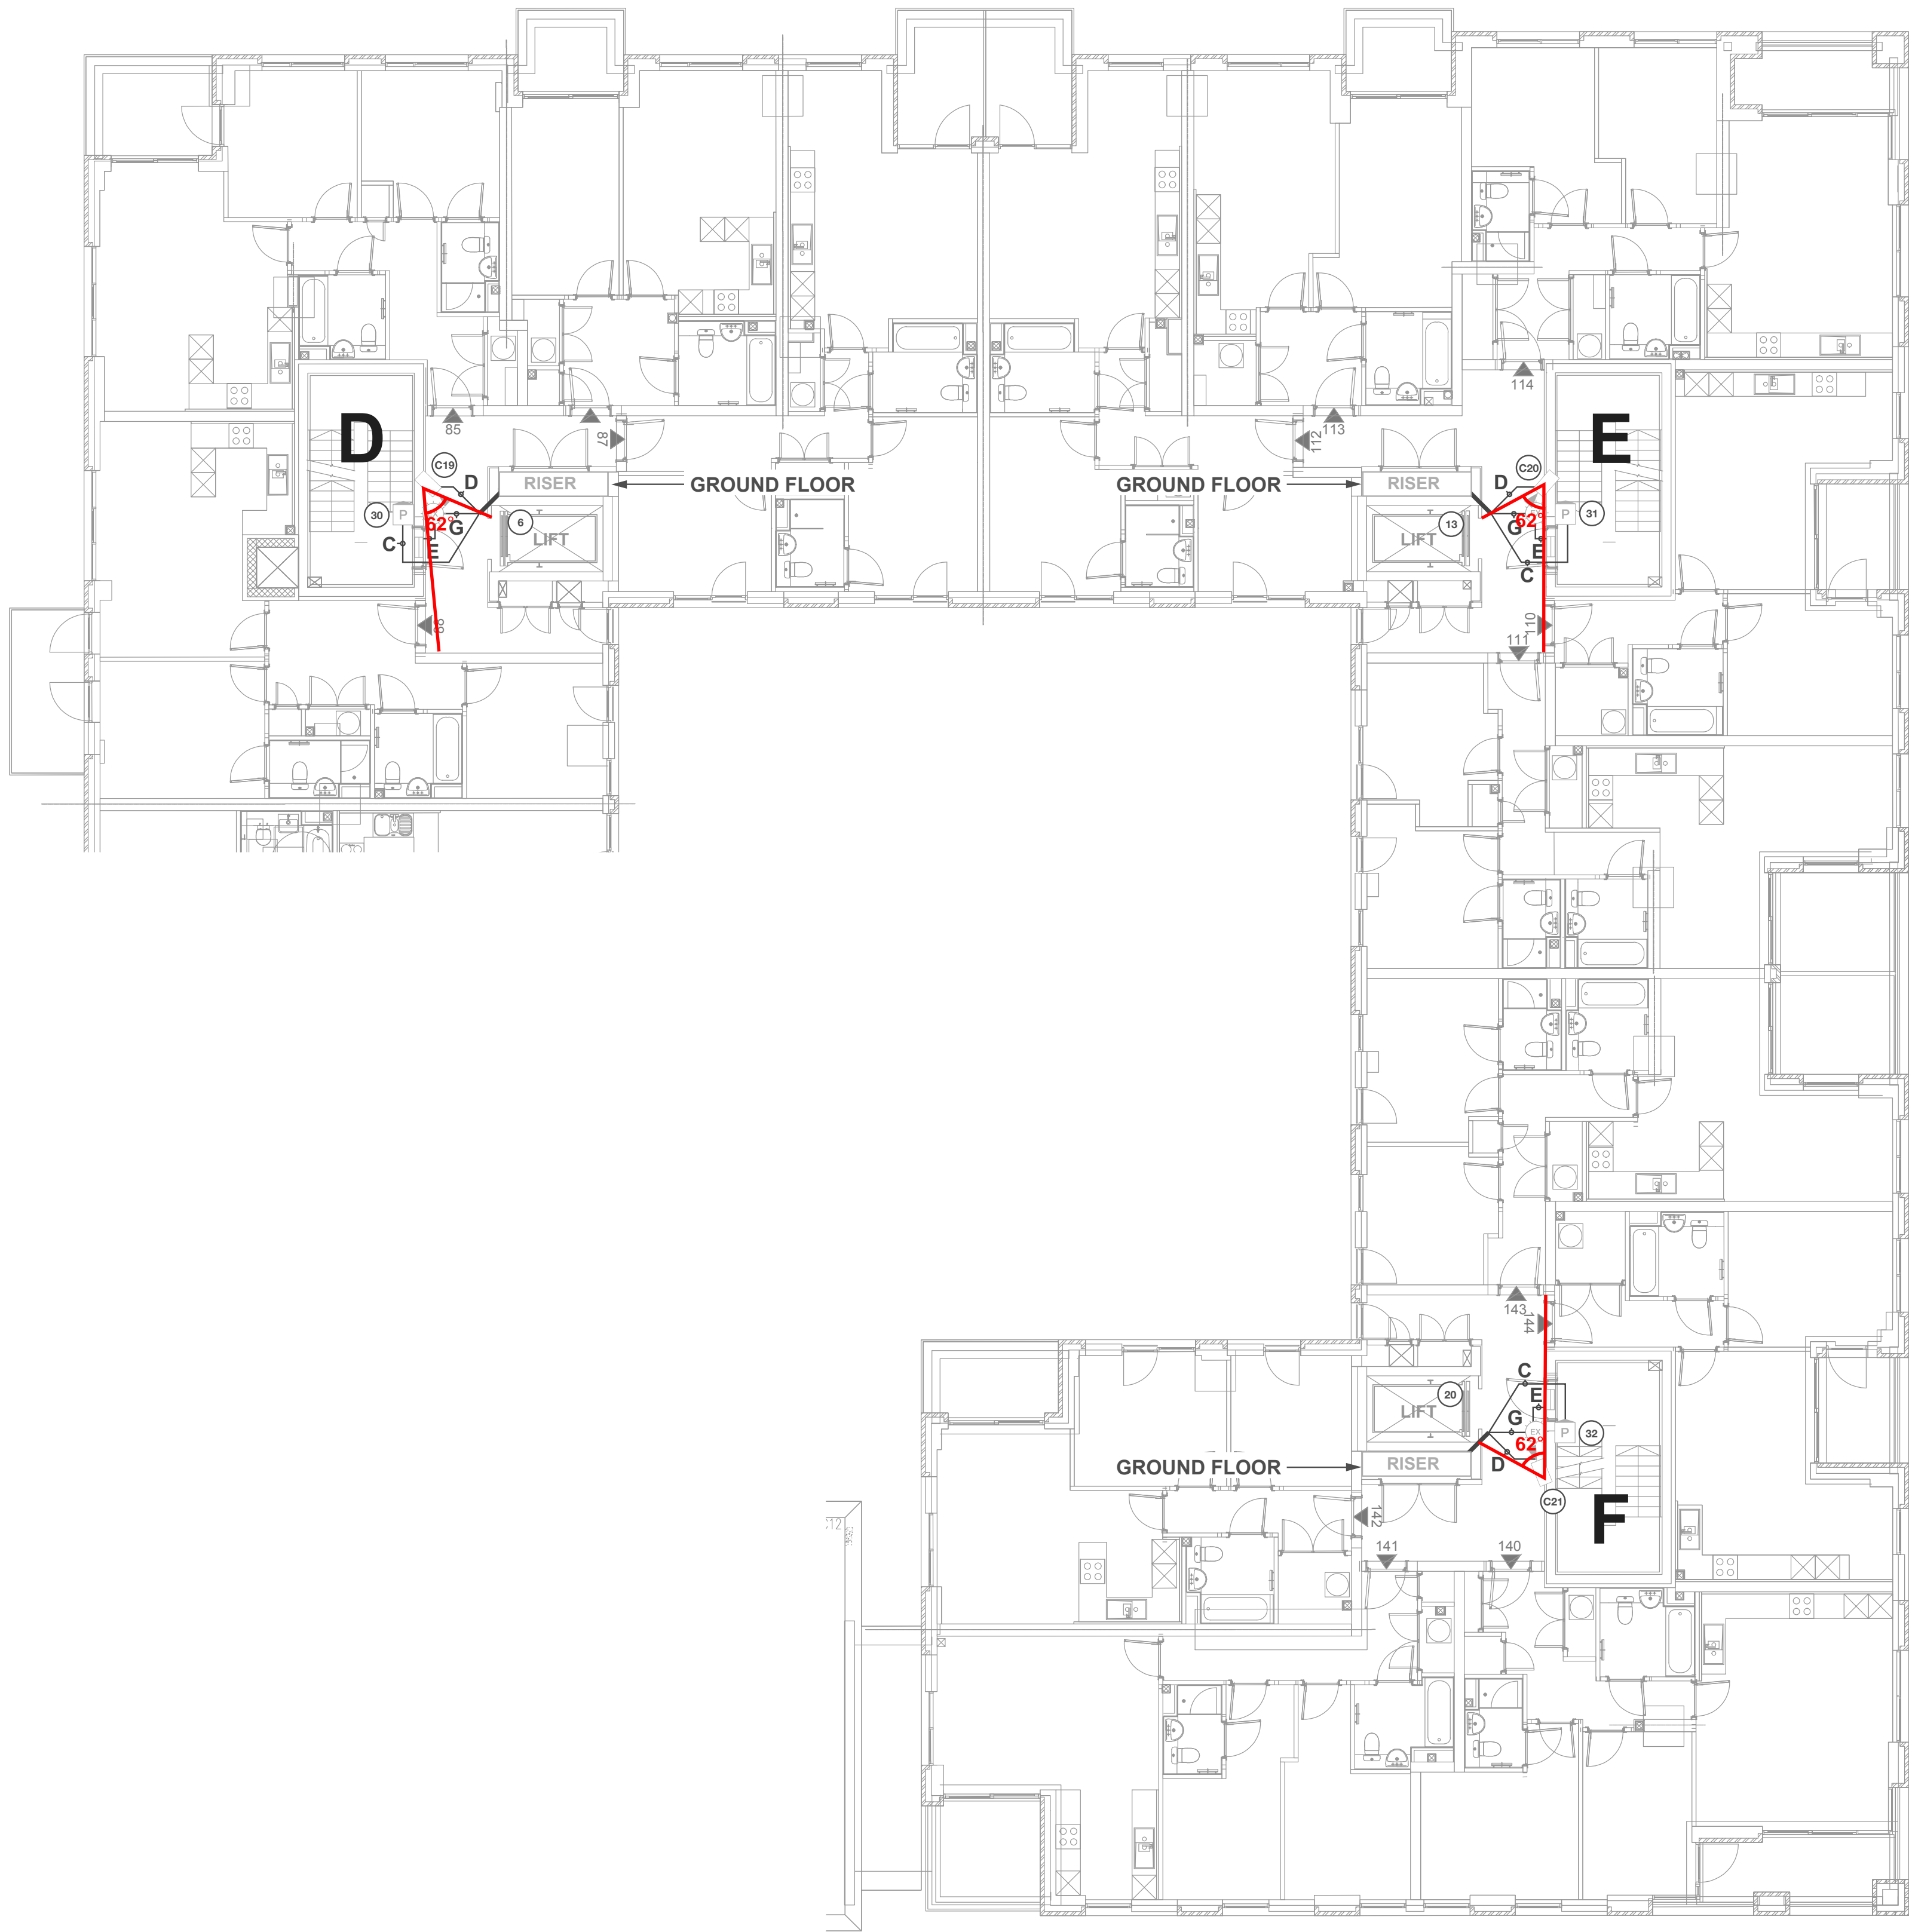 114
D
E
85
87
112
113
C19
C20
D
D
RISER
GROUND FLOOR
GROUND FLOOR
RISER
30
P
62°
G
6
13
G
62°
P
31
C
E
LIFT
LIFT
E
C
110
111
143
144
C
E
20
LIFT
G
EX
P
32
62°
GROUND FLOOR
RISER
D
C21
F
142
141
140